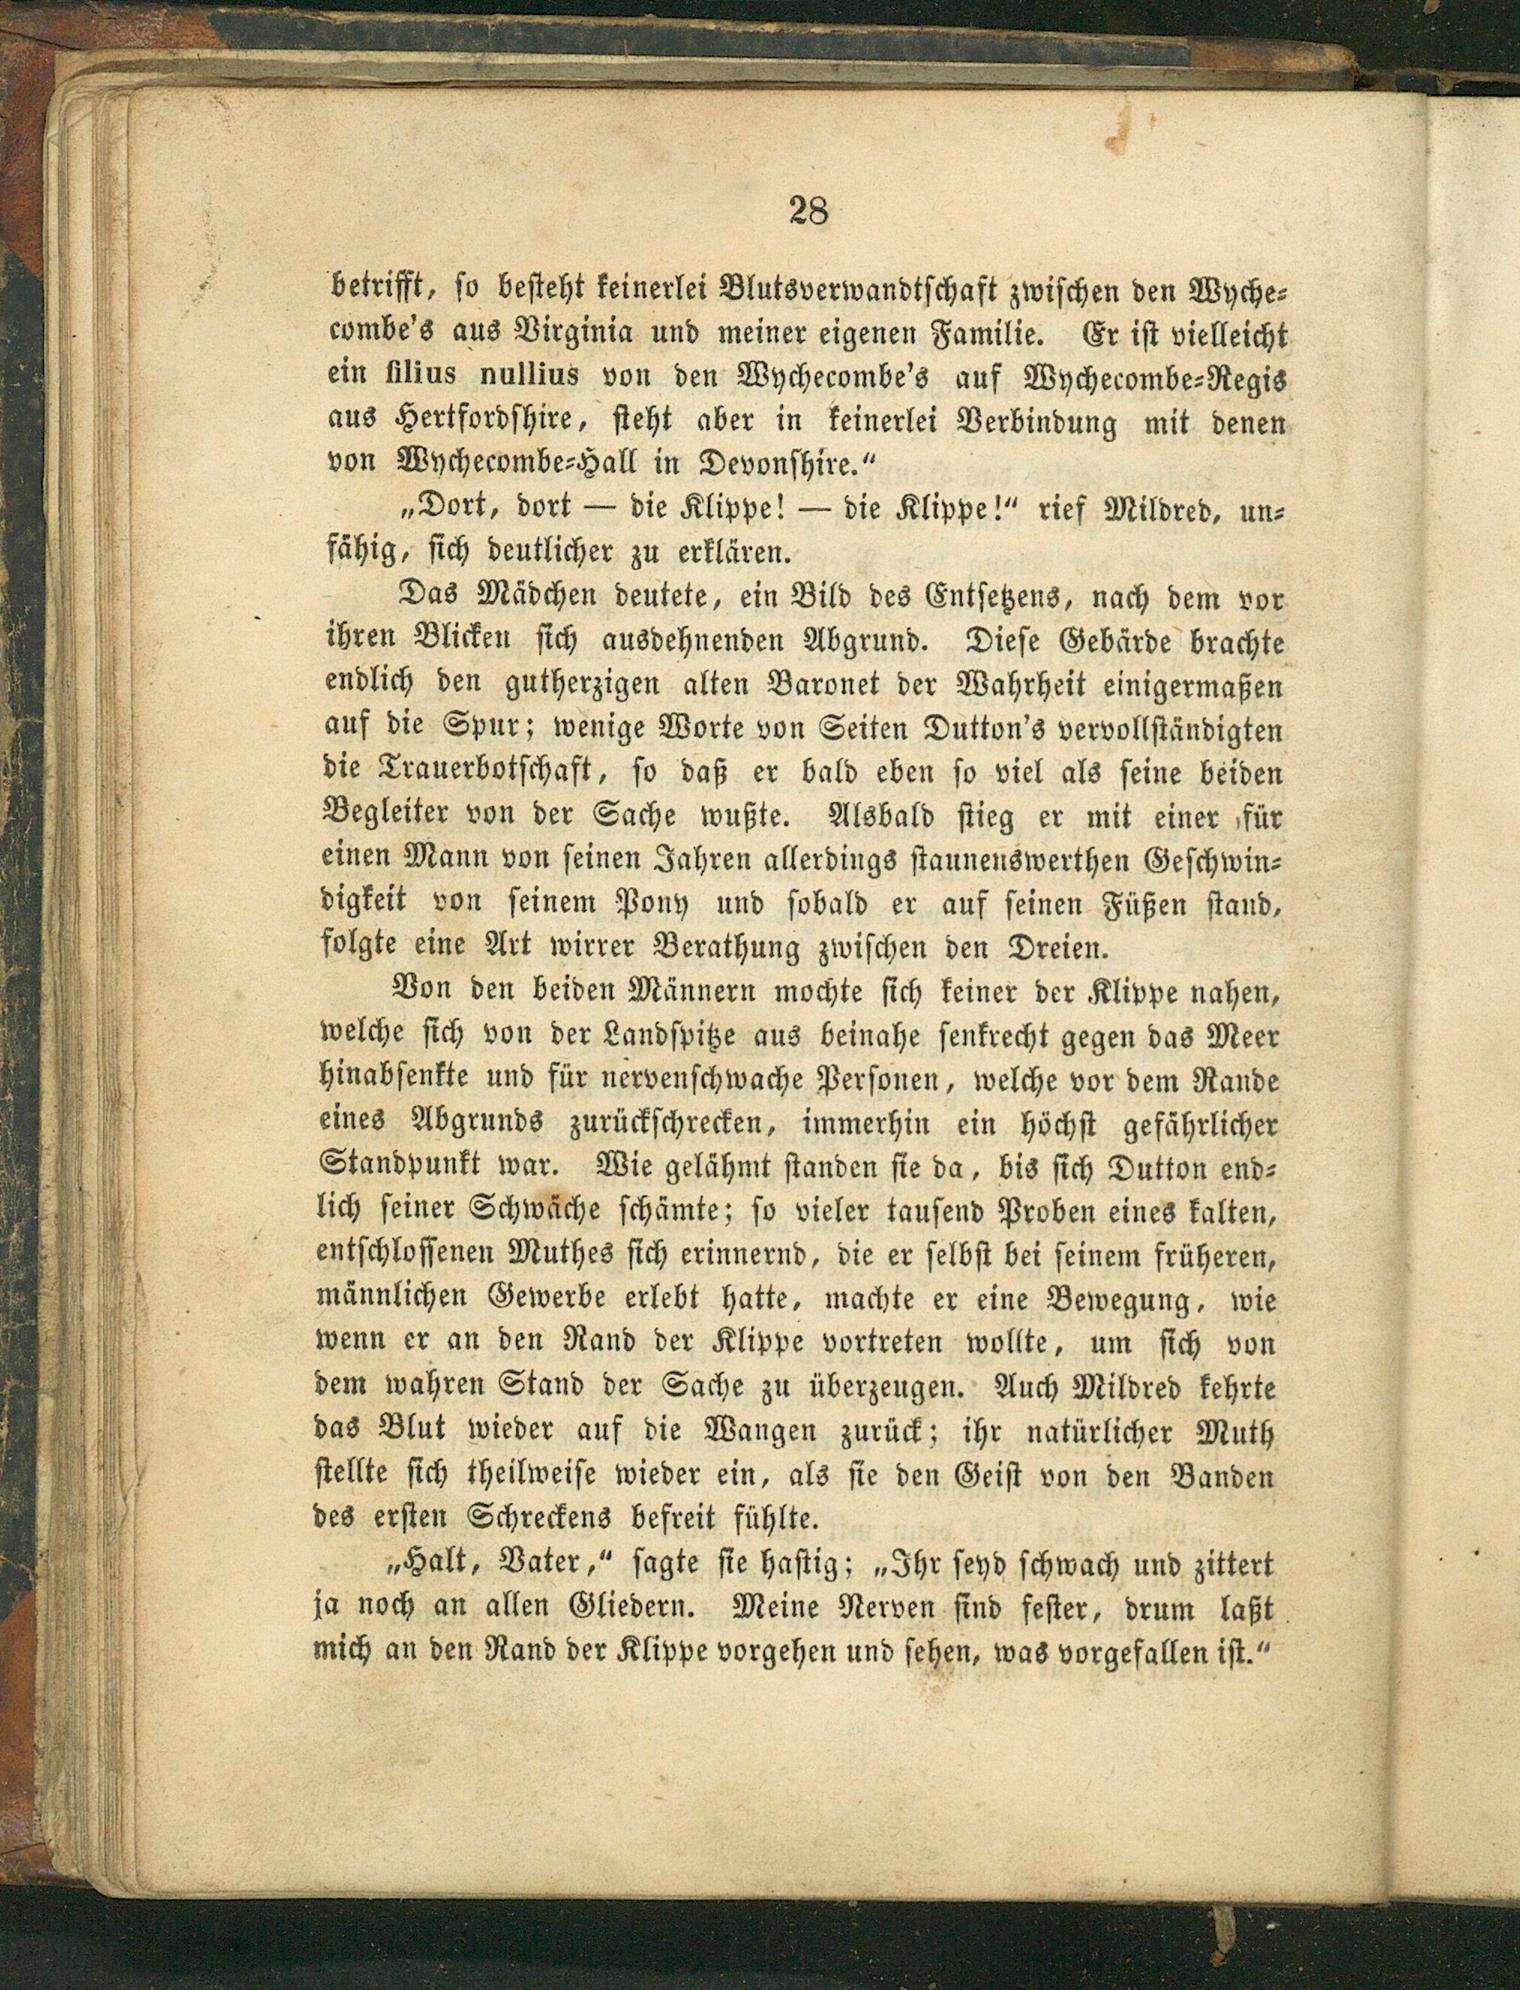 28
betrifft, so besteht keinerlei Blutsverwandtschaft zwischen den Wyche-
combe's aus Virginia und meiner eigenen Familie. Er ist vielleicht
ein filius nullius von den Wychecombe's auf Wychecombe-Regis
aus Hertfordshire, steht aber in keinerlei Verbindung mit denen
von Wychecombe-Hall in Devonshire.“
„Dort, dort — die Klippe! — die Klippe!“ rief Mildred, un-
fähig, sich deutlicher zu erklären.
Das Mädchen deutete, ein Bild des Entsetzens, nach dem vor
ihren Blicken sich ausdehnenden Abgrund. Diese Gebärde brachte
endlich den gutherzigen alten Baronet der Wahrheit einigermaßen
auf die Spur; wenige Worte von Seiten Dutton's vervollständigten
die Trauerbotschaft, so daß er bald eben so viel als seine beiden
Begleiter von der Sache wußte. Alsbald stieg er mit einer für
einen Mann von seinen Jahren allerdings staunenswerthen Geschwin-
digkeit von seinem Pony und sobald er auf seinen Füßen stand,
folgte eine Art wirrer Berathung zwischen den Dreien.
Von den beiden Männern mochte sich keiner der Klippe nahen,
welche sich von der Landspitze aus beinahe senkrecht gegen das Meer
hinabsenkte und für nervenschwache Personen, welche vor dem Rande
eines Abgrunds zurückschrecken, immerhin ein höchst gefährlicher
Standpunkt war. Wie gelähmt standen sie da, bis sich Dutton end-
lich seiner Schwäche schämte; so vieler tausend Proben eines kalten,
entschlossenen Muthes sich erinnernd, die er selbst bei seinem früheren,
männlichen Gewerbe erlebt hatte, machte er eine Bewegung, wie
wenn er an den Rand der Klippe vortreten wollte, um sich von
dem wahren Stand der Sache zu überzeugen. Auch Mildred kehrte
das Blut wieder auf die Wangen zurück; ihr natürlicher Muth
stellte sich theilweise wieder ein, als sie den Geist von den Banden
des ersten Schreckens befreit fühlte.
„Halt, Vater,“ sagte sie hastig; „Ihr seyd schwach und zittert
ja noch an allen Gliedern. Meine Nerven sind fester, drum laßt
mich an den Rand der Klippe vorgehen und sehen, was vorgefallen ist.“